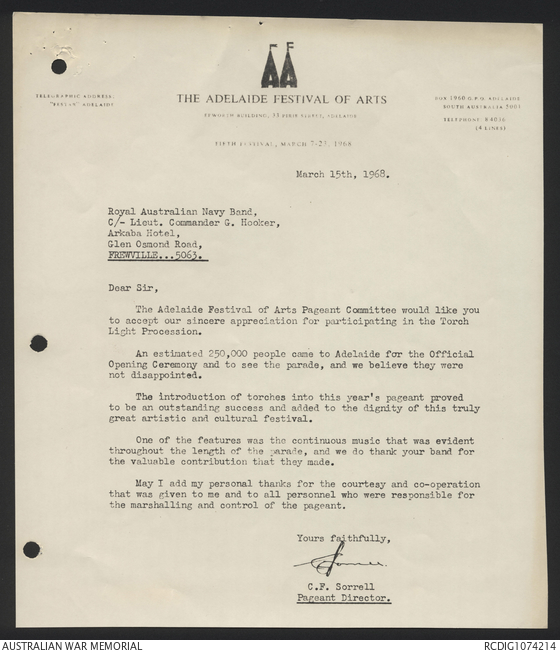 THE ADELAIDE FESTIVAL OF ARTS
TELEGRAPHIC ADDRESS:
"FESTAN" ADELAIDE
EDWORTH BUILDING, 33 STREET, ADELAIDE
BOX 1960 G.P.O. ADELAIDE
SOUTH AUSTRALIA 5001
TELEPHONE: 8 4036
(4 LINES)
FIFTH FESTIVAL, MARCH 7-23, 1968
March 15th, 1968.
Royal Australian Navy Band,
C/- Lieut. Commander G. Hooker,
Arkaba Hotel,
Glen Osmond Road,
FREWVILLE...5063.
Dear Sir,
The Adelaide Festival of Arts Pageant Committee would like you
to accept our sincere appreciation for participating in the Torch
Light Procession.
An estimated 250,000 people came to Adelaide for the Official
Opening Ceremony and to see the parade, and we believe they were
not disappointed.
The introduction of torches into this year's pageant proved
to be an outstanding success and added to the dignity of this truly
great artistic and cultural festival.
One of the features was the continuous music that was evident
throughout the length of the parade, and we do thank your band for
the valuable contribution that they made.
May I add my personal thanks for the courtesy and co-operation
that was given to me and to all personnel who were responsible for
the marshalling and control of the pageant.
Yours faithfully,
C.F. Sorrell
Pageant Director.
AUSTRALIAN WAR MEMORIAL
RCDIG1074214